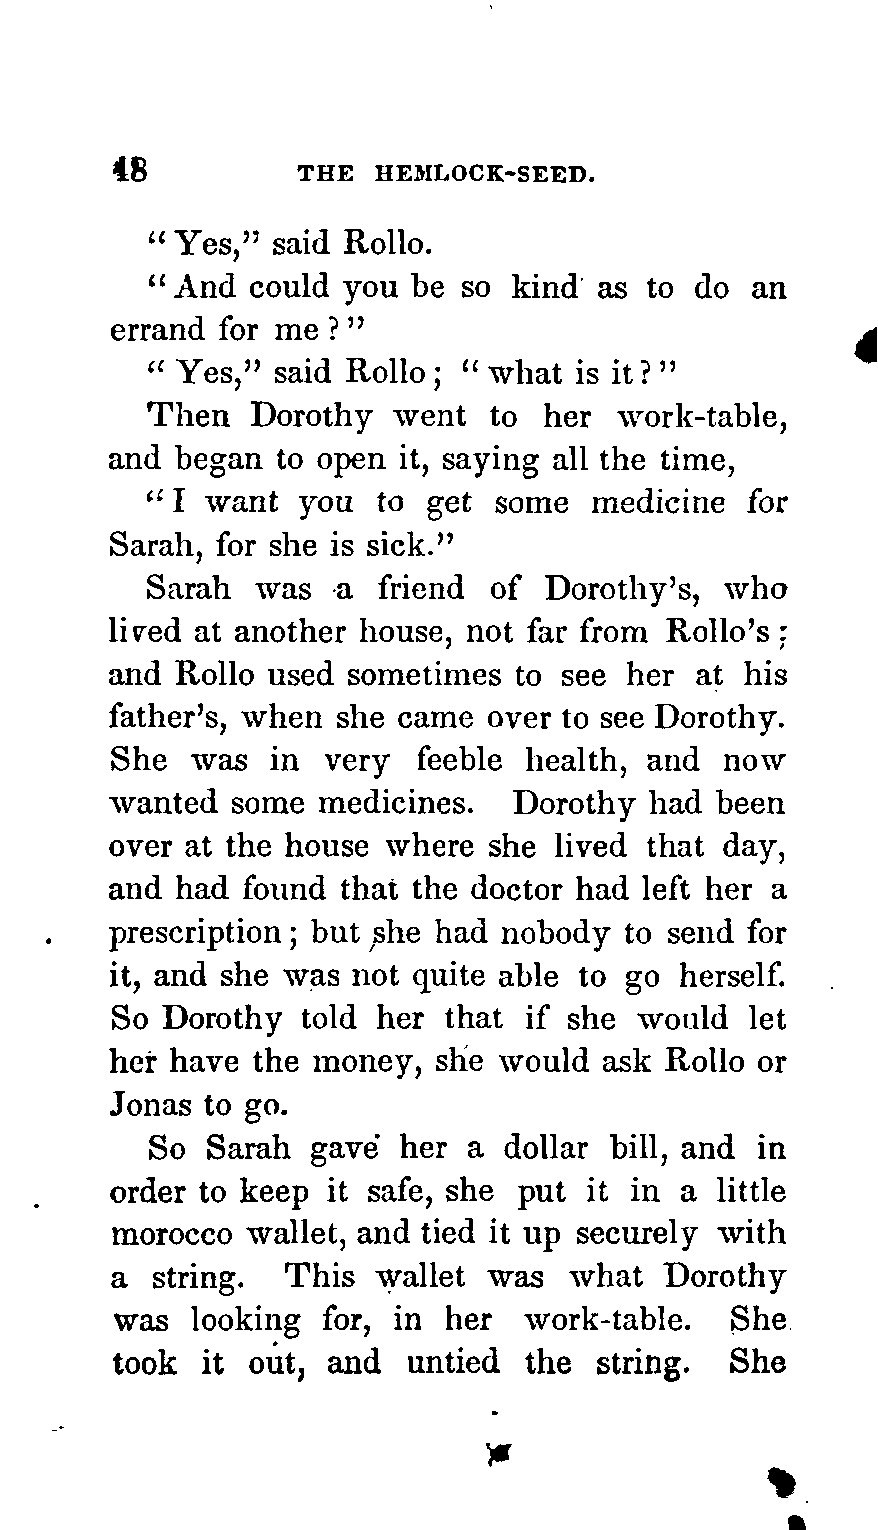 48 THE HEMLOCK-SEED.
“Yes,” said Rollo.
“And could you be so kind as to do an
errand for me?”
“Yes,” said Rollo; “what is it?”
Then Dorothy went to her work-table,
and began to open it, saying all the time,
“I want you to get some medicine for
Sarah, for she is sick.”
Sarah was a friend of Dorothy’s, who
lived at another house, not far from Rollo’s;
and Rollo used sometimes to see her at his
father’s, when she came over to see Dorothy.
She was in very feeble health, and now
wanted some medicines. Dorothy had been
over at the house where she lived that day,
and had found that the doctor had left her a
prescription; but she had nobody to send for
it, and she was not quite able to go herself.
So Dorothy told her that if she would let
her have the money, she would ask Rollo or
Jonas to go.
So Sarah gave her a dollar bill, and in
order to keep it safe, she put it in a little
morocco wallet, and tied it up securely with
a string. This wallet was what Dorothy
was looking for, in her work-table. She
took it out, and untied the string. She